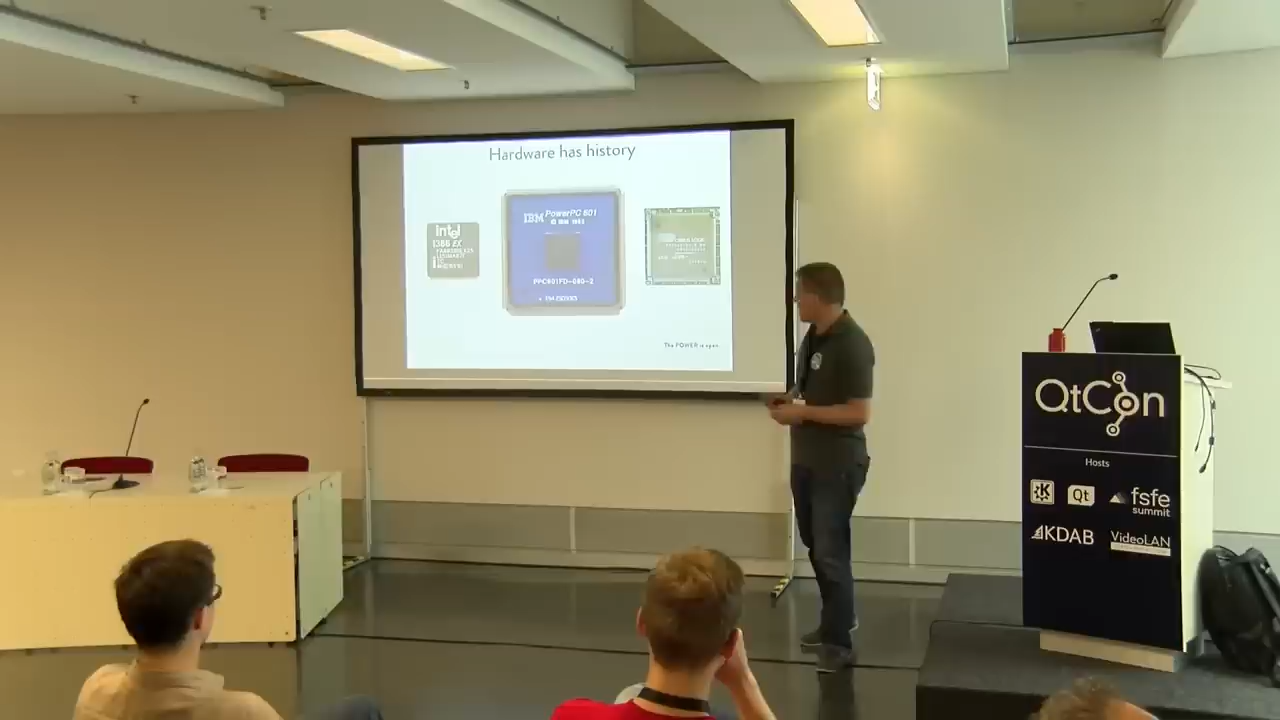 Hardware has history
intel
i386 EX
IBM PowerPC 601
PPC601FD-080-2
The POWER is open
QtCon
Hosts
Qt
fsfe
summit
KDAB
VideoLAN